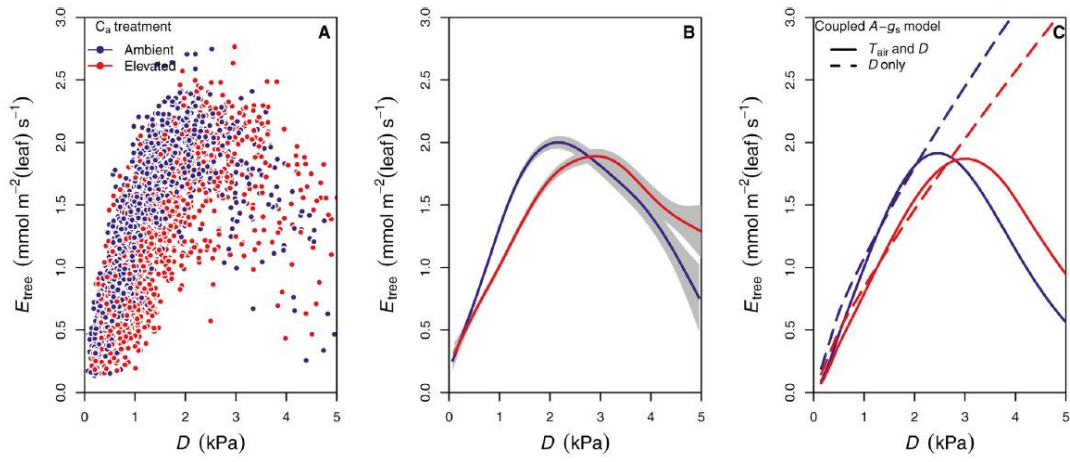 Cₐ treatment
Ambient
Elevated
A
3.0
2.5
2.0
1.5
1.0
0.5
0.0
E_tree (mmol m⁻²(leaf) s⁻¹)
0 1 2 3 4 5
D (kPa)
B
3.0
2.5
2.0
1.5
1.0
0.5
0.0
E_tree (mmol m⁻²(leaf) s⁻¹)
0 1 2 3 4 5
D (kPa)
Coupled A−gₛ model
T_air and D
D only
C
3.0
2.5
2.0
1.5
1.0
0.5
0.0
E_tree (mmol m⁻²(leaf) s⁻¹)
0 1 2 3 4 5
D (kPa)